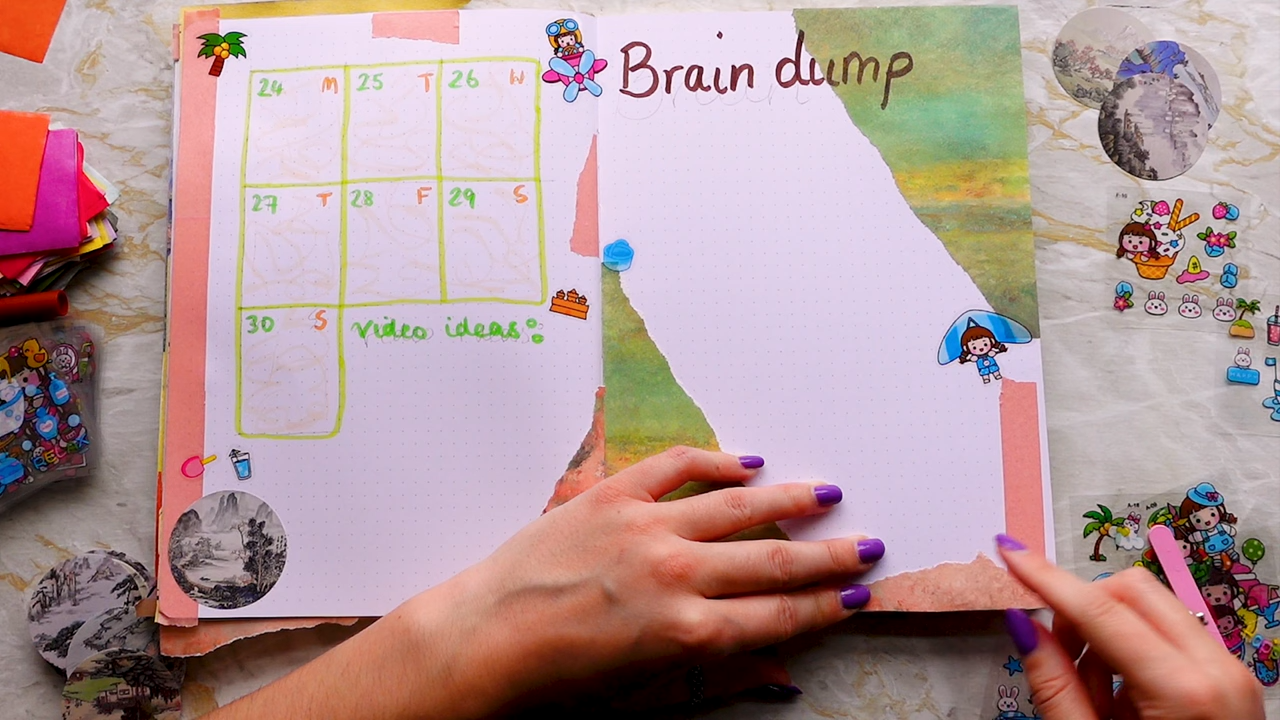 24 M 25 T 26 W
27 T 28 F 29 S
30 S
video ideas:
Brain dump